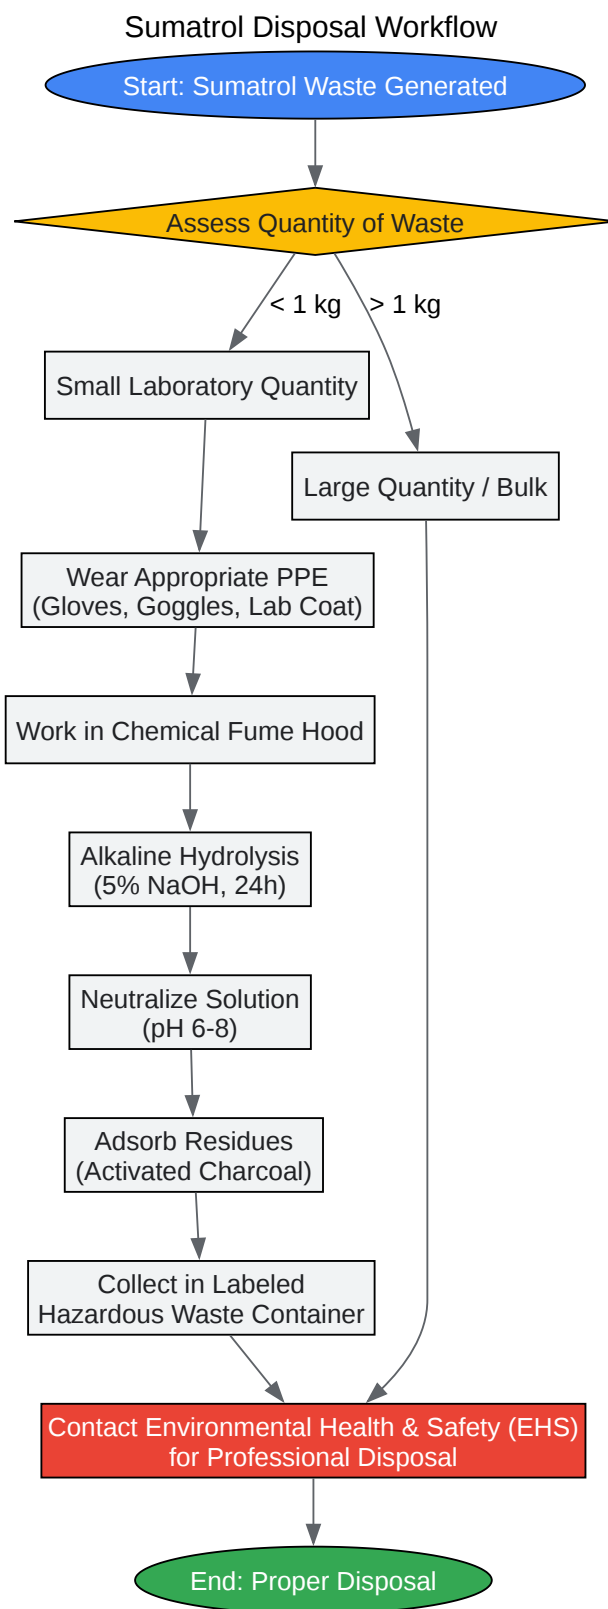 Sumatrol Disposal Workflow
Start: Sumatrol Waste Generated
Assess Quantity of Waste
< 1 kg
> 1 kg
Small Laboratory Quantity
Large Quantity / Bulk
Wear Appropriate PPE
(Gloves, Goggles, Lab Coat)
Work in Chemical Fume Hood
Alkaline Hydrolysis
(5% NaOH, 24h)
Neutralize Solution
(pH 6-8)
Adsorb Residues
(Activated Charcoal)
Collect in Labeled
Hazardous Waste Container
Contact Environmental Health & Safety (EHS)
for Professional Disposal
End: Proper Disposal